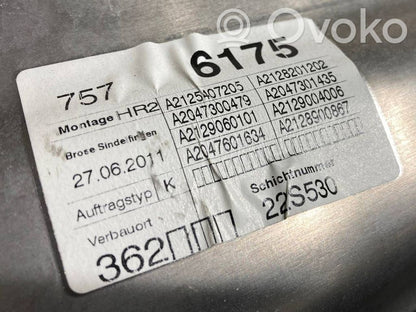 Ovoko
757 6175
Montage HR2 A2125407205 A2128201202
A2047300479 A2047301435
Brose Sindelfingen A2129060101 A2129004006
27.06.2011 A2047601634 A2128900667
Auftragstyp K
Verbauort Schichtnummer
362 22S530